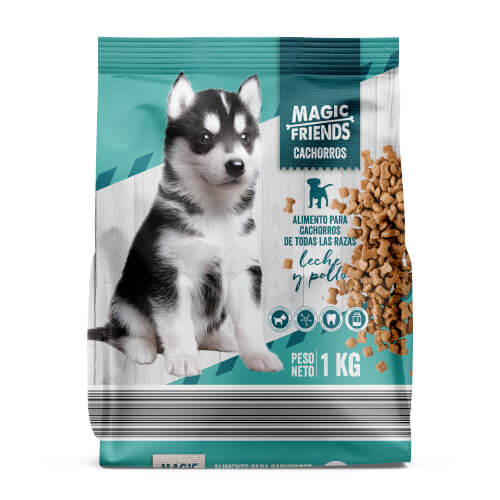 MAGIC
FRIENDS
CACHORROS
ALIMENTO PARA
CACHORROS
DE TODAS LAS RAZAS
leche
y pollo
PESO
NETO
1 KG
MAGIC
ALIMENTO PARA CACHORROS